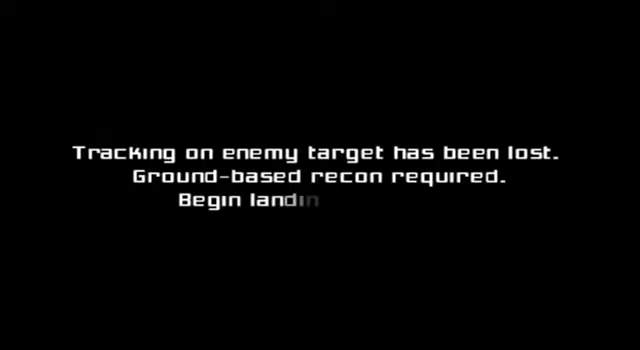 Tracking on enemy target has been lost.
Ground-based recon required.
Begin landin